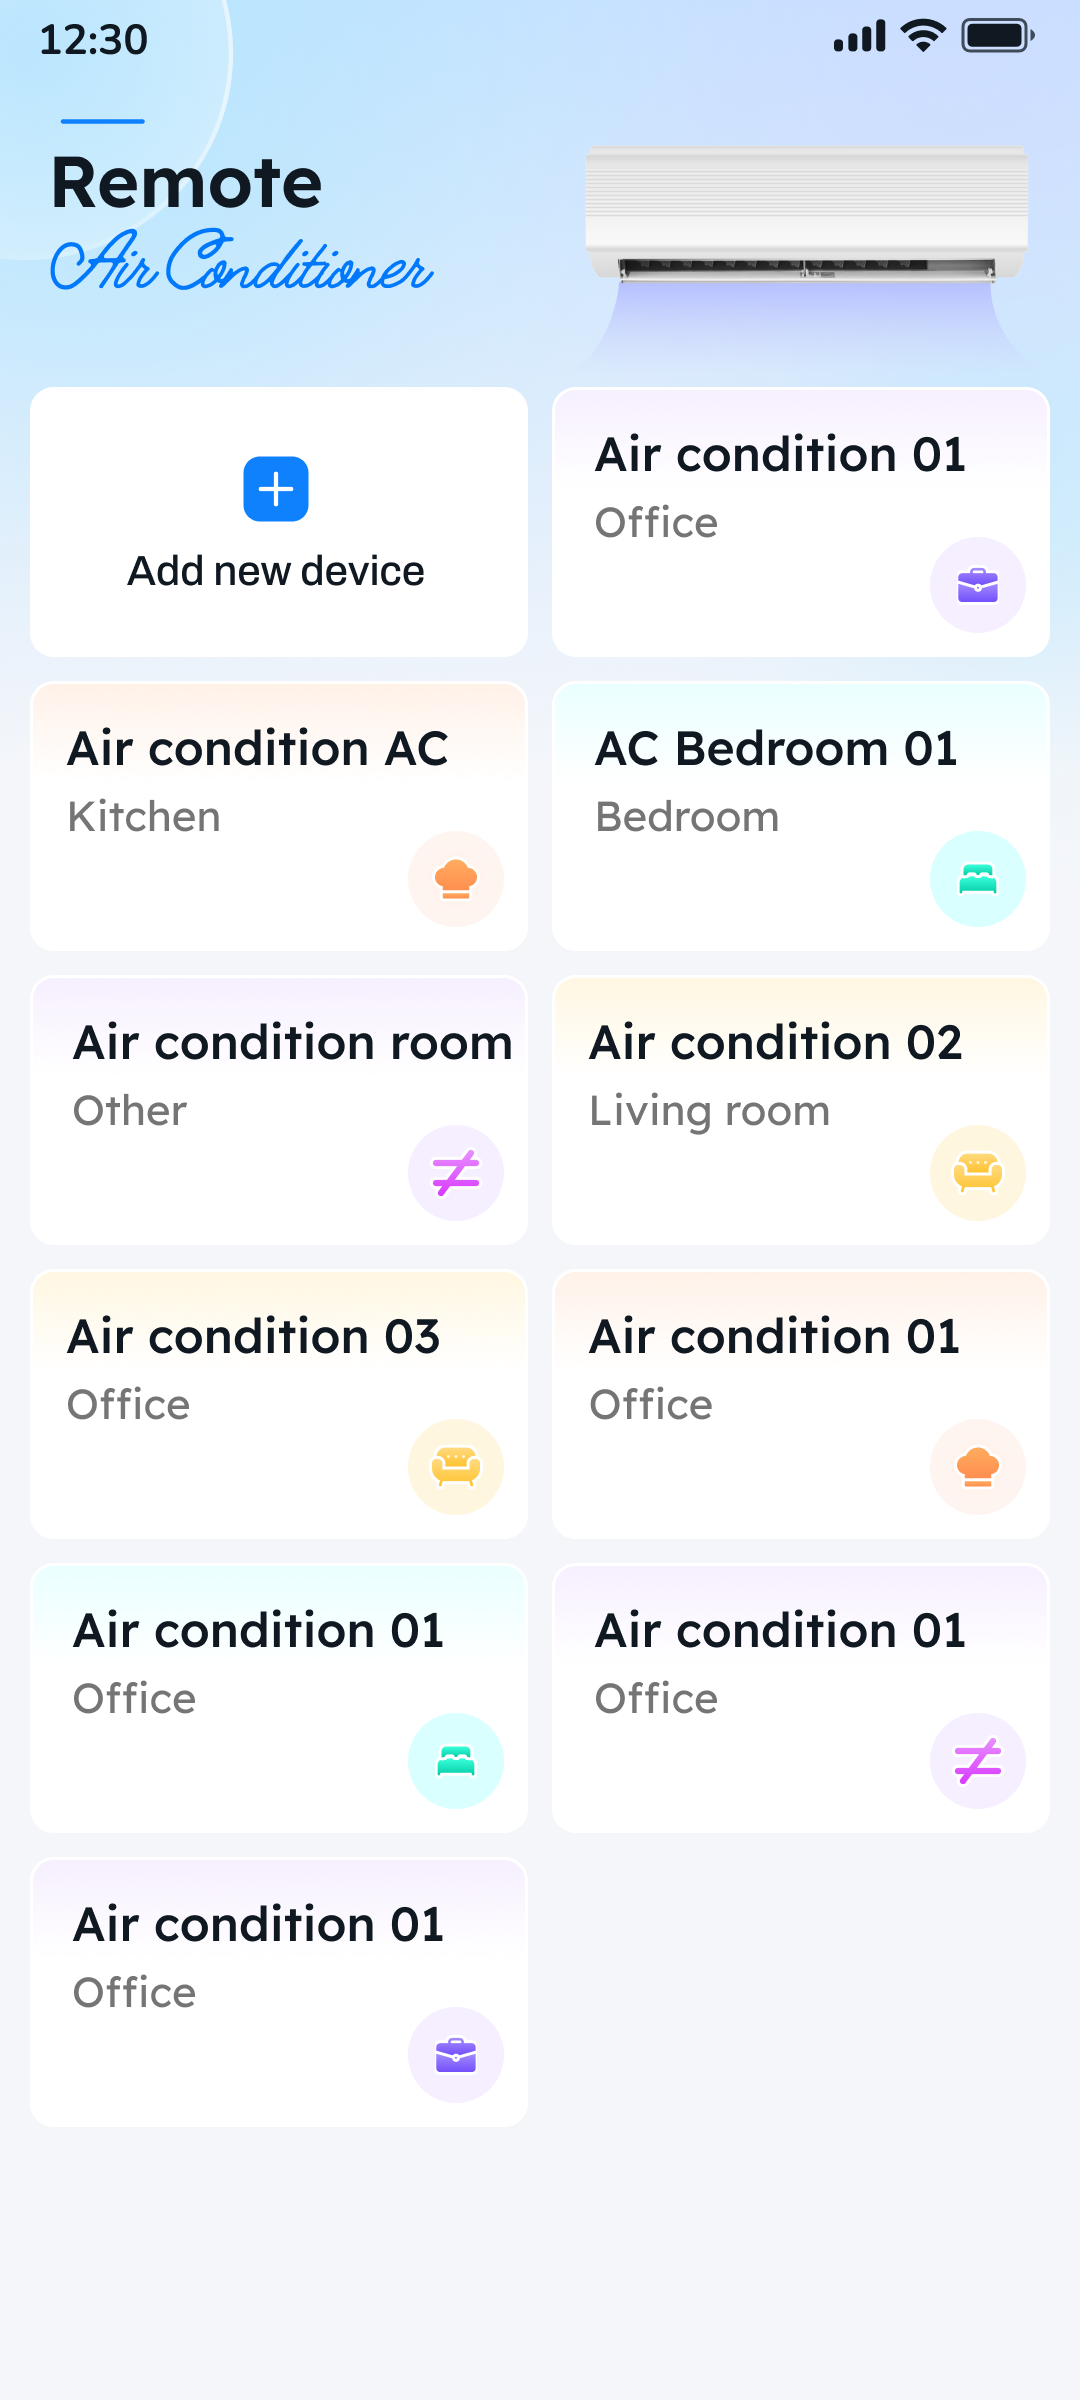 12:30
Remote
Air Conditioner
Add new device
Air condition 01
Office
Air condition AC
Kitchen
AC Bedroom 01
Bedroom
Air condition room
Other
Air condition 02
Living room
Air condition 03
Office
Air condition 01
Office
Air condition 01
Office
Air condition 01
Office
Air condition 01
Office